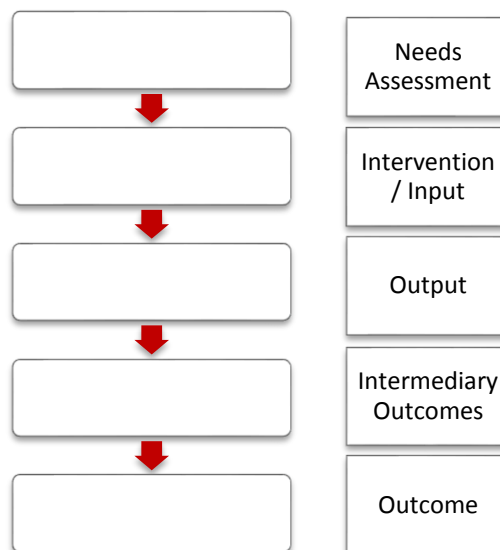 Needs
Assessment
Intervention
/ Input
Output
Intermediary
Outcomes
Outcome